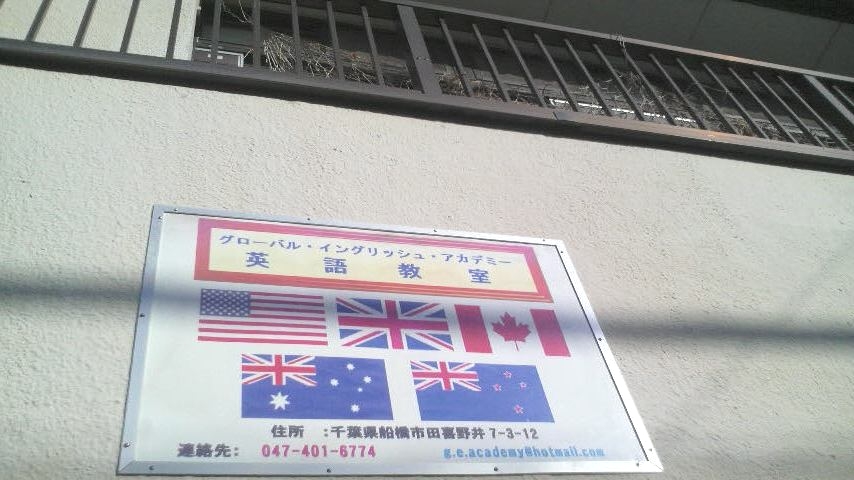 グローバル・イングリッシュ・アカデミー
英語教室
住所 :千葉県船橋市田喜野井7-3-12
連絡先: 047-401-6774 g.e.academy@hotmail.com